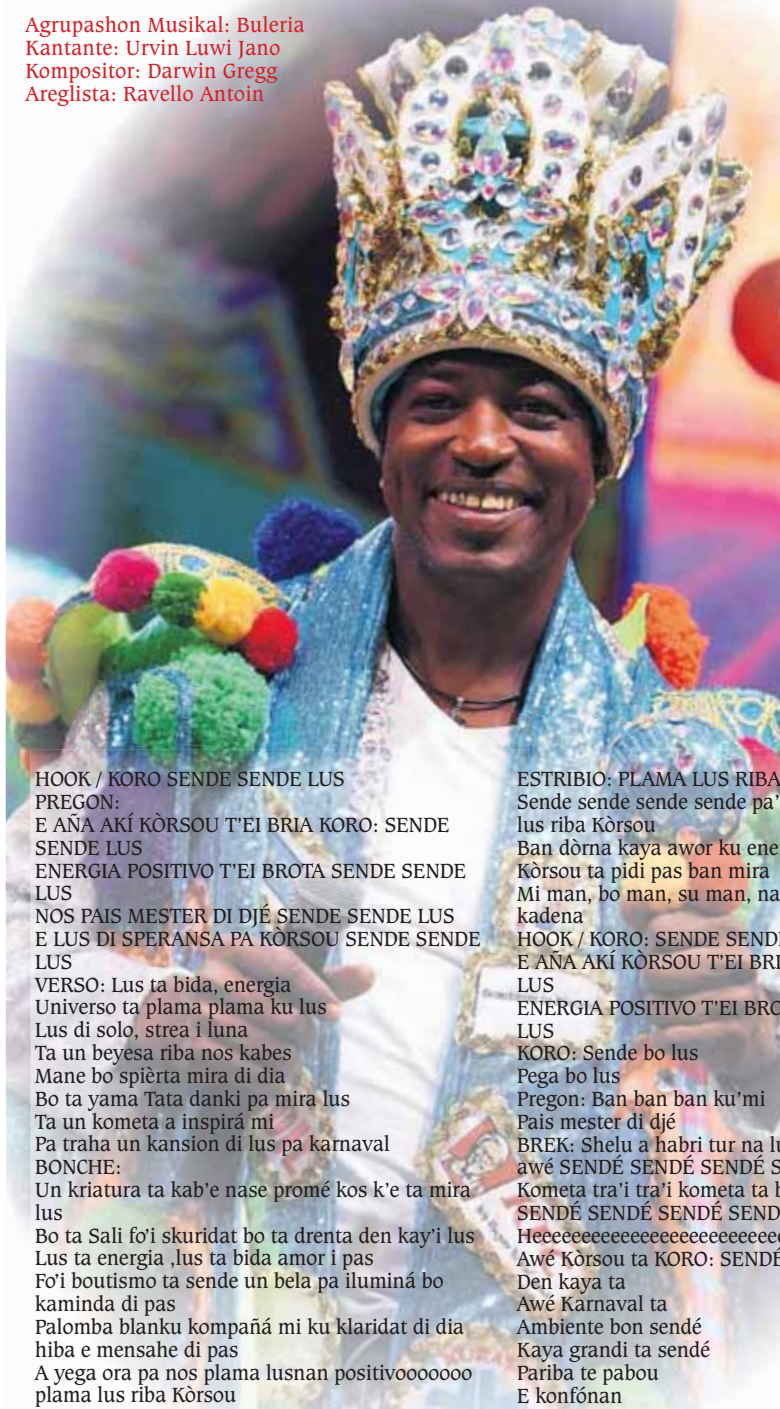 Agrupashon Musikal: Buleria
Kantante: Urvin Luwi Jano
Kompositor: Darwin Gregg
Areglista: Ravello Antoin
HOOK / KORO SENDE SENDE LUS
PREGON:
E AÑA AKÍ KÒRSOU T'EI BRIA KORO: SENDE
SENDE LUS
ENERGIA POSITIVO T'EI BROTA SENDE SENDE
LUS
NOS PAIS MESTER DI DJÉ SENDE SENDE LUS
E LUS DI SPERANSA PA KÒRSOU SENDE SENDE
LUS
VERSO: Lus ta bida, energia
Universo ta plama plama ku lus
Lus di solo, strea i luna
Ta un beyesa riba nos kabes
Mane bo spièrta mira di dia
Bo ta yama Tata danki pa mira lus
Ta un kometa a inspirá mi
Pa traha un kansion di lus pa karnaval
BONCHE:
Un kriatura ta kab'e nase promé kos k'e ta mira
lus
Bo ta Sali fo'i skuridat bo ta drenta den kay'i lus
Lus ta energia ,lus ta bida amor i pas
Fo'i boutismo ta sende un bela pa iluminá bo
kaminda di pas
Palomba blanku kompañá mi ku klaridat di dia
hiba e mensahe di pas
A yega ora pa nos plama lusnan positivooooooo
plama lus riba Kòrsou
ESTRIBIO: PLAMA LUS RIBA
Sende sende sende sende pa'
lus riba Kòrsou
Ban dòrna kaya awor ku ene
Kòrsou ta pidi pas ban mira
Mi man, bo man, su man, na
kadena
HOOK / KORO: SENDE SENDE
E AÑA AKÍ KÒRSOU T'EI BRI
LUS
ENERGIA POSITIVO T'EI BRO
LUS
KORO: Sende bo lus
Pega bo lus
Pregon: Ban ban ban ku'mi
Pais mester di djé
BREK: Shelu a habri tur na lu
awé SENDÉ SENDÉ SENDÉ S
Kometa tra'i tra'i kometa ta b
SENDÉ SENDÉ SENDÉ SEND
Heeeeeeeeeeeeeeeeeeeeeeeee
Awé Kòrsou ta KORO: SENDÉ
Den kaya ta
Awé Karnaval ta
Ambiente bon sendé
Kaya grandi ta sendé
Pariba te pabou
E konfónan